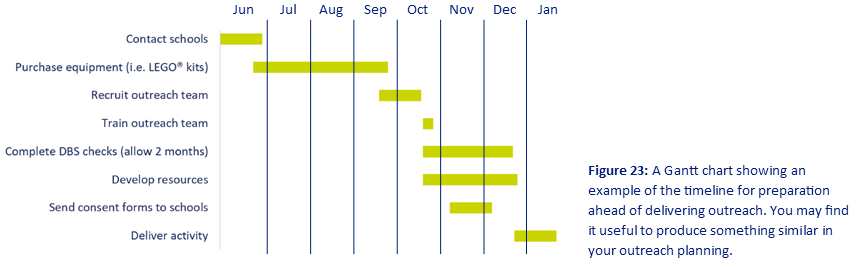 Jun Jul Aug Sep Oct Nov Dec Jan
Contact schools
Purchase equipment (i.e. LEGO® kits)
Recruit outreach team
Train outreach team
Complete DBS checks (allow 2 months)
Develop resources
Send consent forms to schools
Deliver activity
Figure 23: A Gantt chart showing an
example of the timeline for preparation
ahead of delivering outreach. You may find
it useful to produce something similar in
your outreach planning.